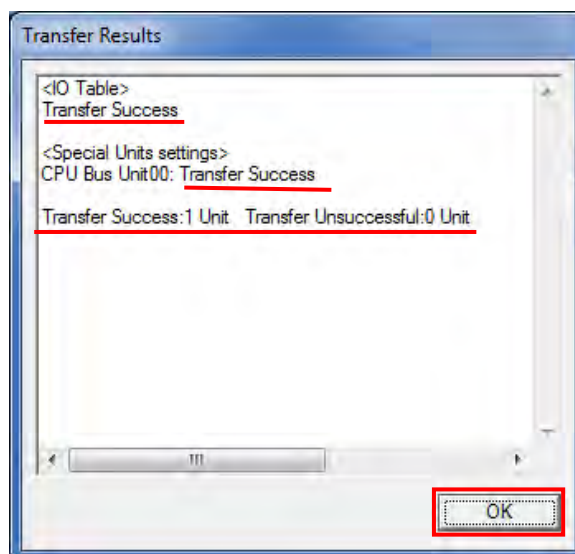 Transfer Results
<IO Table>
Transfer Success
<Special Units settings>
CPU Bus Unit00: Transfer Success
Transfer Success:1 Unit   Transfer Unsuccessful:0 Unit
OK